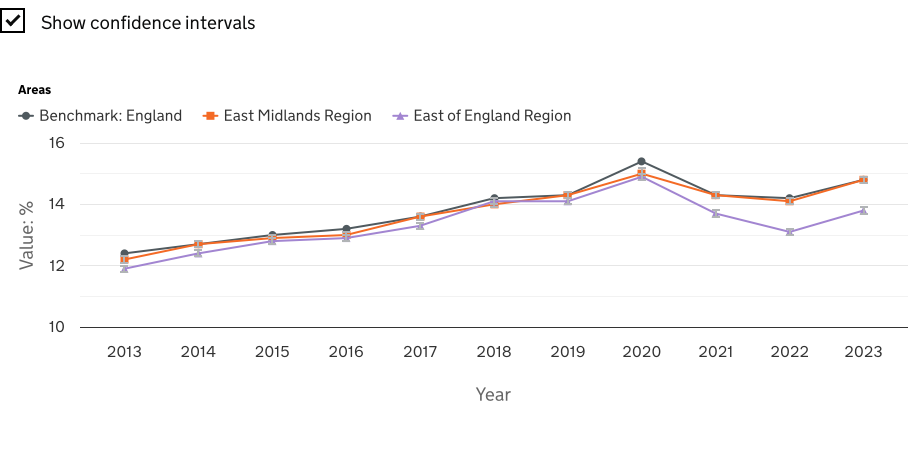 Show confidence intervals
Areas
Benchmark: England East Midlands Region East of England Region
16
14
12
10
Value: %
2013 2014 2015 2016 2017 2018 2019 2020 2021 2022 2023
Year